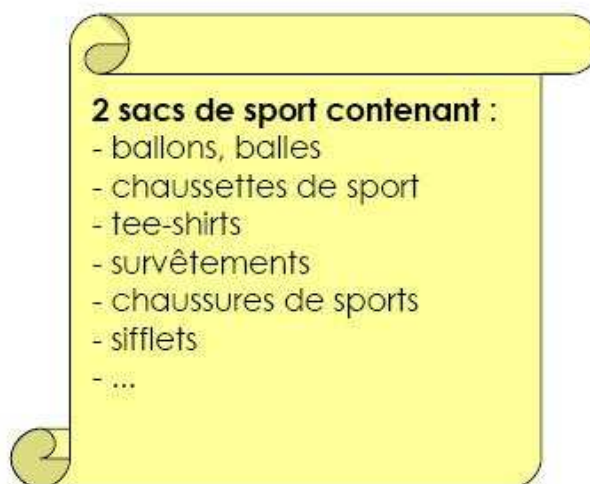 2 sacs de sport contenant :
- ballons, balles
- chaussettes de sport
- tee-shirts
- survêtements
- chaussures de sports
- sifflets
- ...